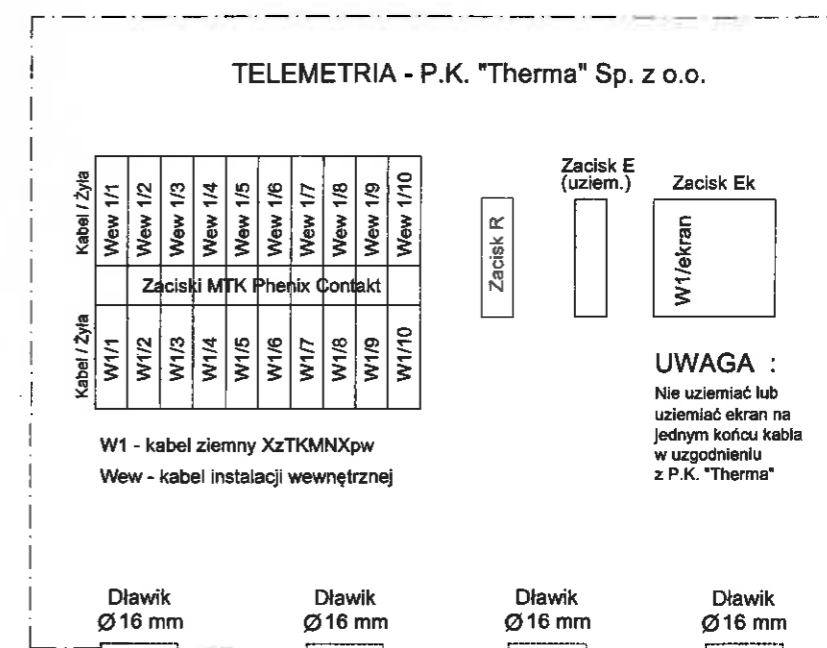 TELEMETRIA - P.K. "Therma" Sp. z o.o.
Kabel / Żyła
Wew 1/1
Wew 1/2
Wew 1/3
Wew 1/4
Wew 1/5
Wew 1/6
Wew 1/7
Wew 1/8
Wew 1/9
Wew 1/10
Zaciski MTK Phenix Contakt
Kabel / Żyła
W1/1
W1/2
W1/3
W1/4
W1/5
W1/6
W1/7
W1/8
W1/9
W1/10
Zacisk R
Zacisk E
(uziem.)
Zacisk Ek
W1/ekran
UWAGA :
Nie uziemiać lub
uziemiać ekran na
jednym końcu kabla
w uzgodnieniu
z P.K. "Therma"
W1 - kabel ziemny XzTKMNXpw
Wew - kabel instalacji wewnętrznej
Dławik
Ø 16 mm
Dławik
Ø 16 mm
Dławik
Ø 16 mm
Dławik
Ø 16 mm